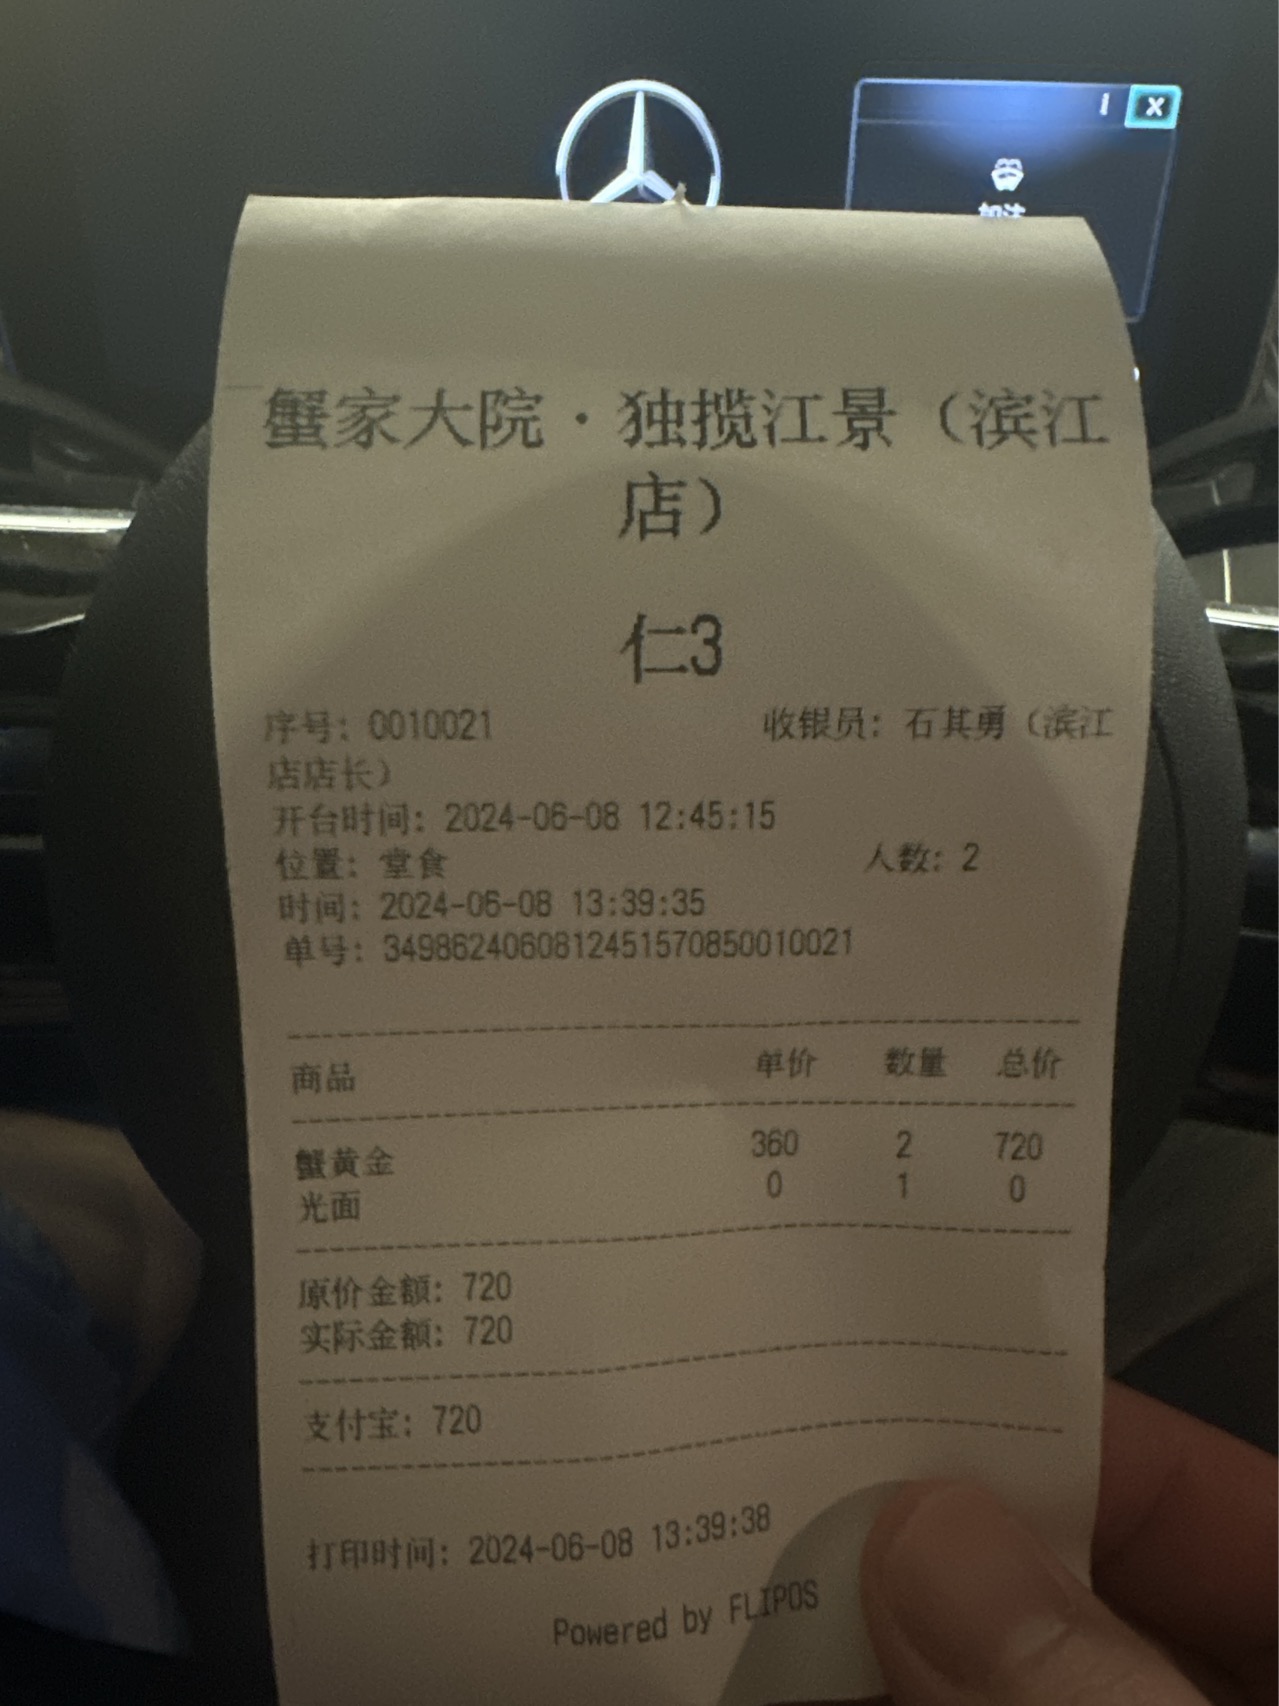 i X
蟹家大院·独揽江景（滨江
店）
仁3
序号: 0010021 收银员: 石其勇（滨江
店店长）
开台时间: 2024-06-08 12:45:15
位置: 堂食 人数: 2
时间: 2024-06-08 13:39:35
单号: 3498624060812451570850010021
商品 单价 数量 总价
蟹黄金 360 2 720
光面 0 1 0
原价金额: 720
实际金额: 720
支付宝: 720
打印时间: 2024-06-08 13:39:38
Powered by FLIPOS